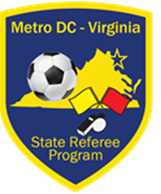 Metro DC - Virginia
State Referee
Program